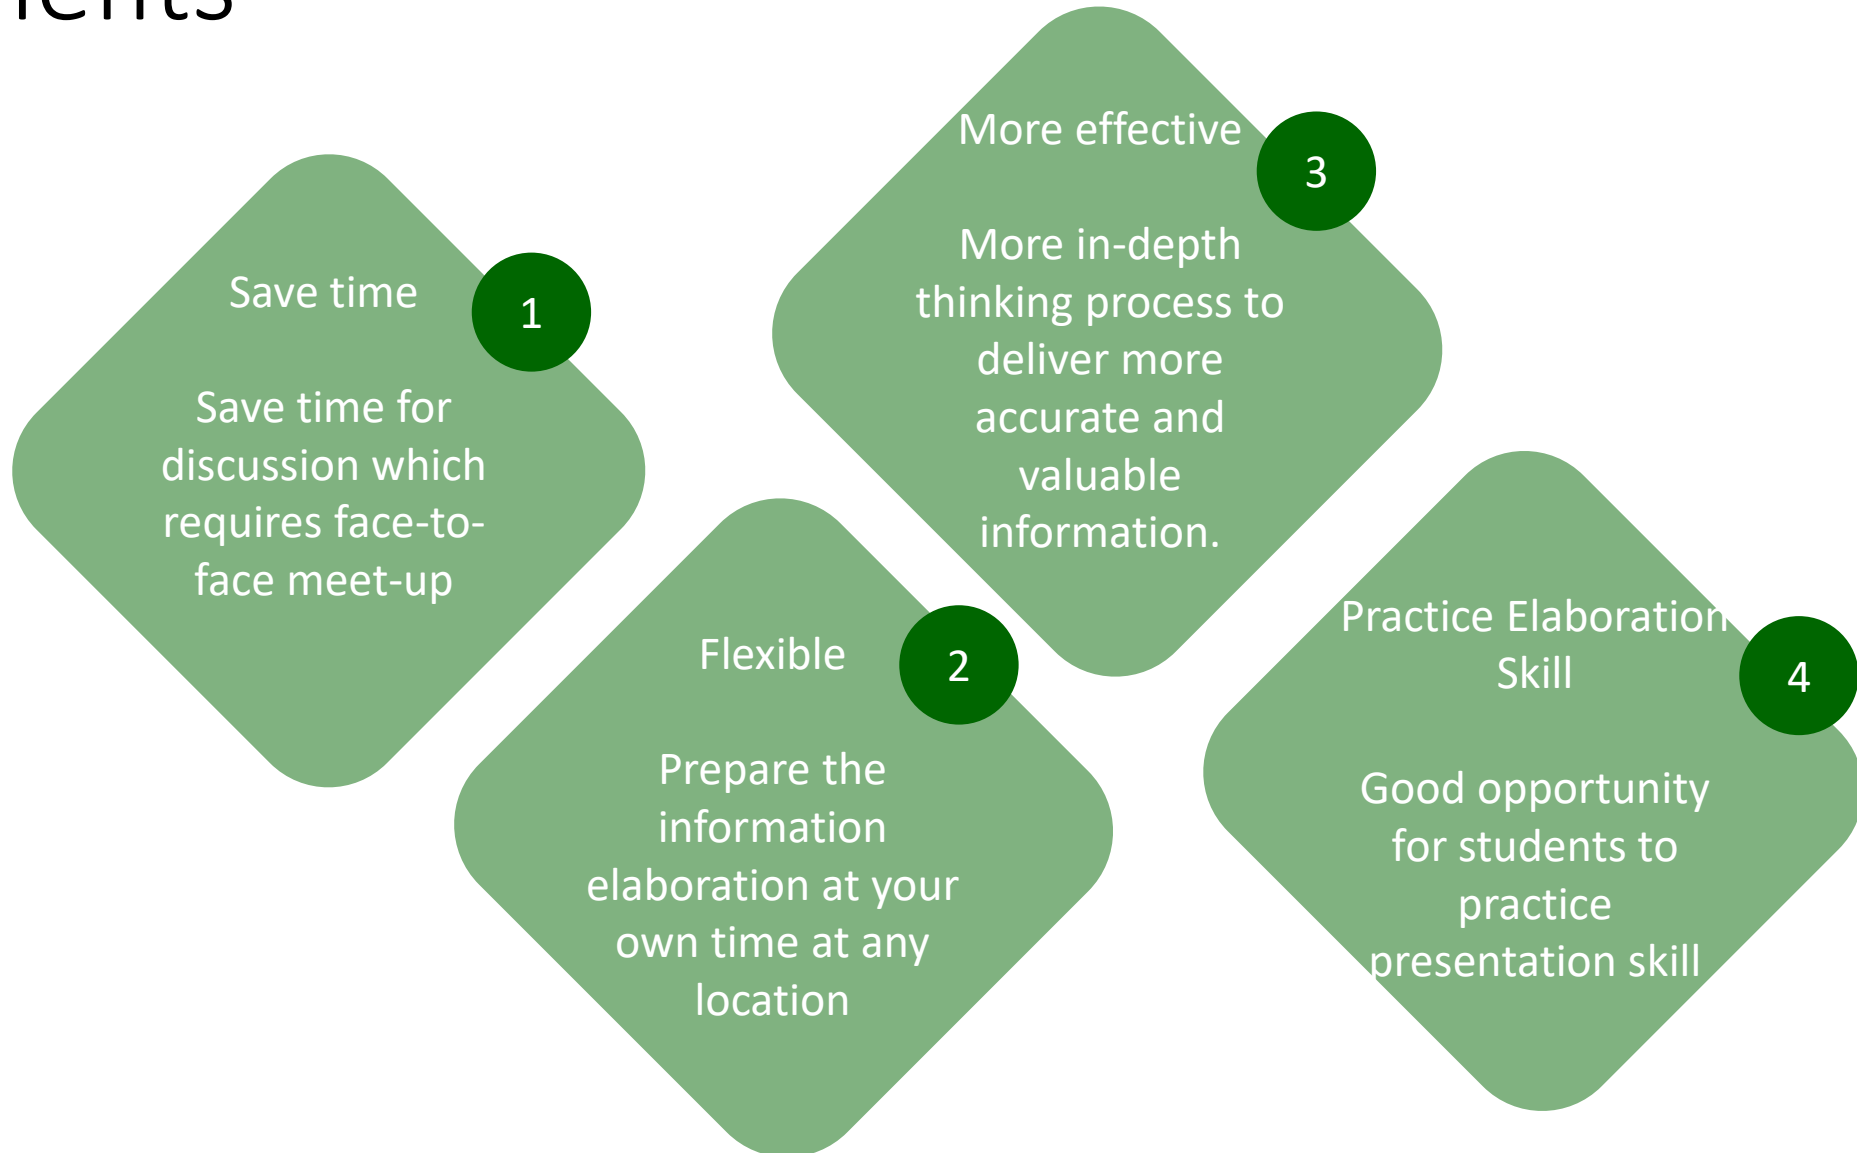 Save time
1
Save time for
discussion which
requires face-to-
face meet-up
Flexible
2
Prepare the
information
elaboration at your
own time at any
location
More effective
3
More in-depth
thinking process to
deliver more
accurate and
valuable
information.
Practice Elaboration
Skill
4
Good opportunity
for students to
practice
presentation skill